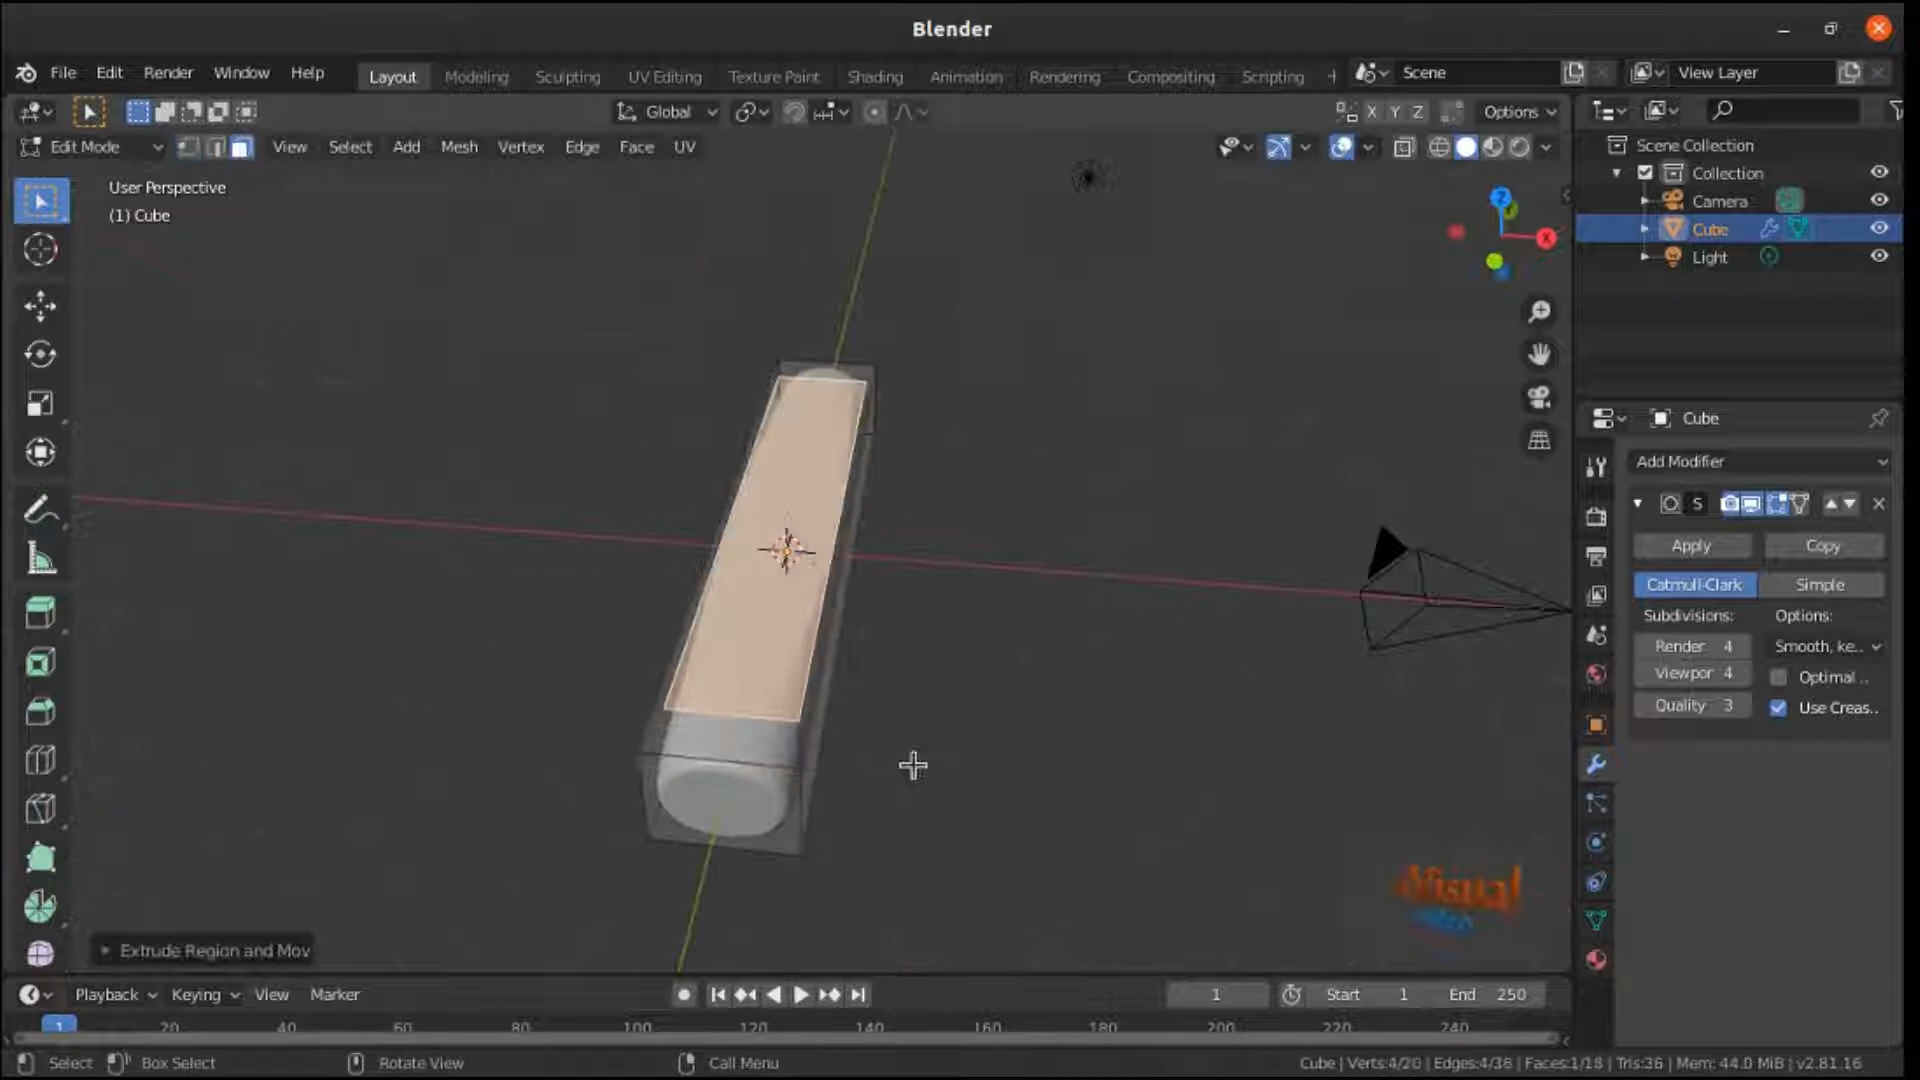 Blender
File Edit Render Window Help Layout Modeling Sculpting UV Editing Texture Paint Shading Animation Rendering Compositing Scripting + Scene View Layer
Global X Y Z Options
Edit Mode View Select Add Mesh Vertex Edge Face UV
User Perspective
(1) Cube
Z
X
Scene Collection
Collection
Camera
Cube
Light
Cube
Add Modifier
S
Apply Copy
Catmull-Clark Simple
Subdivisions: Options:
Render 4 Smooth, ke..
Viewpor 4 Optimal ..
Quality 3 Use Creas..
Visual
Extrude Region and Mov
Playback Keying View Marker 1 Start 1 End 250
1 20 40 60 80 100 120 140 160 180 200 220 240
Select Box Select Rotate View Call Menu Cube | Verts:4/20 | Edges:4/36 | Faces:1/18 | Tris:36 | Mem: 44.0 MiB | v2.81.16